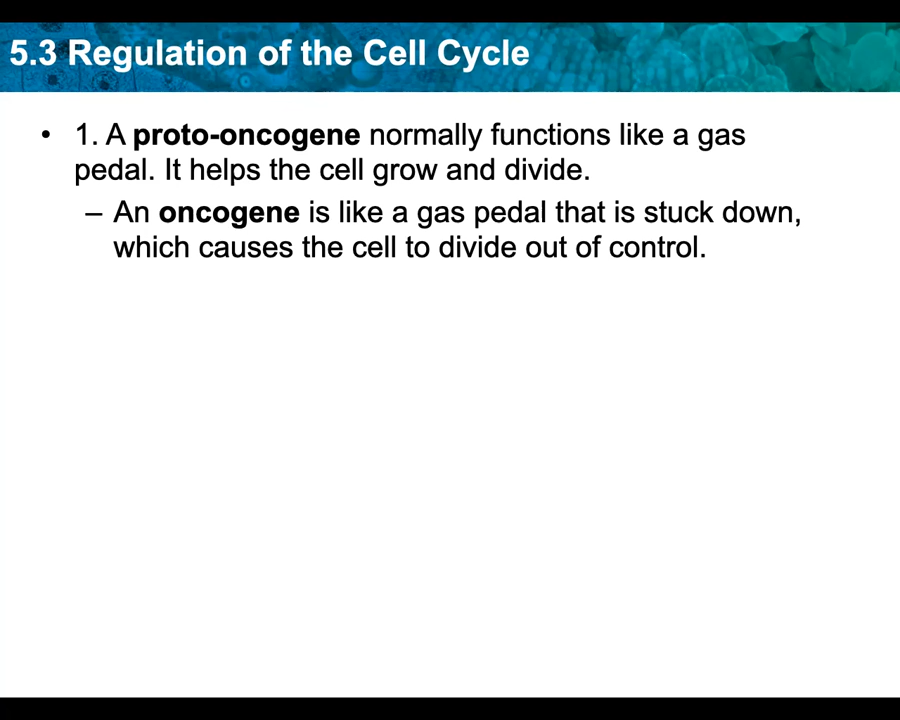 5.3 Regulation of the Cell Cycle
• 1. A proto-oncogene normally functions like a gas
pedal. It helps the cell grow and divide.
– An oncogene is like a gas pedal that is stuck down,
which causes the cell to divide out of control.